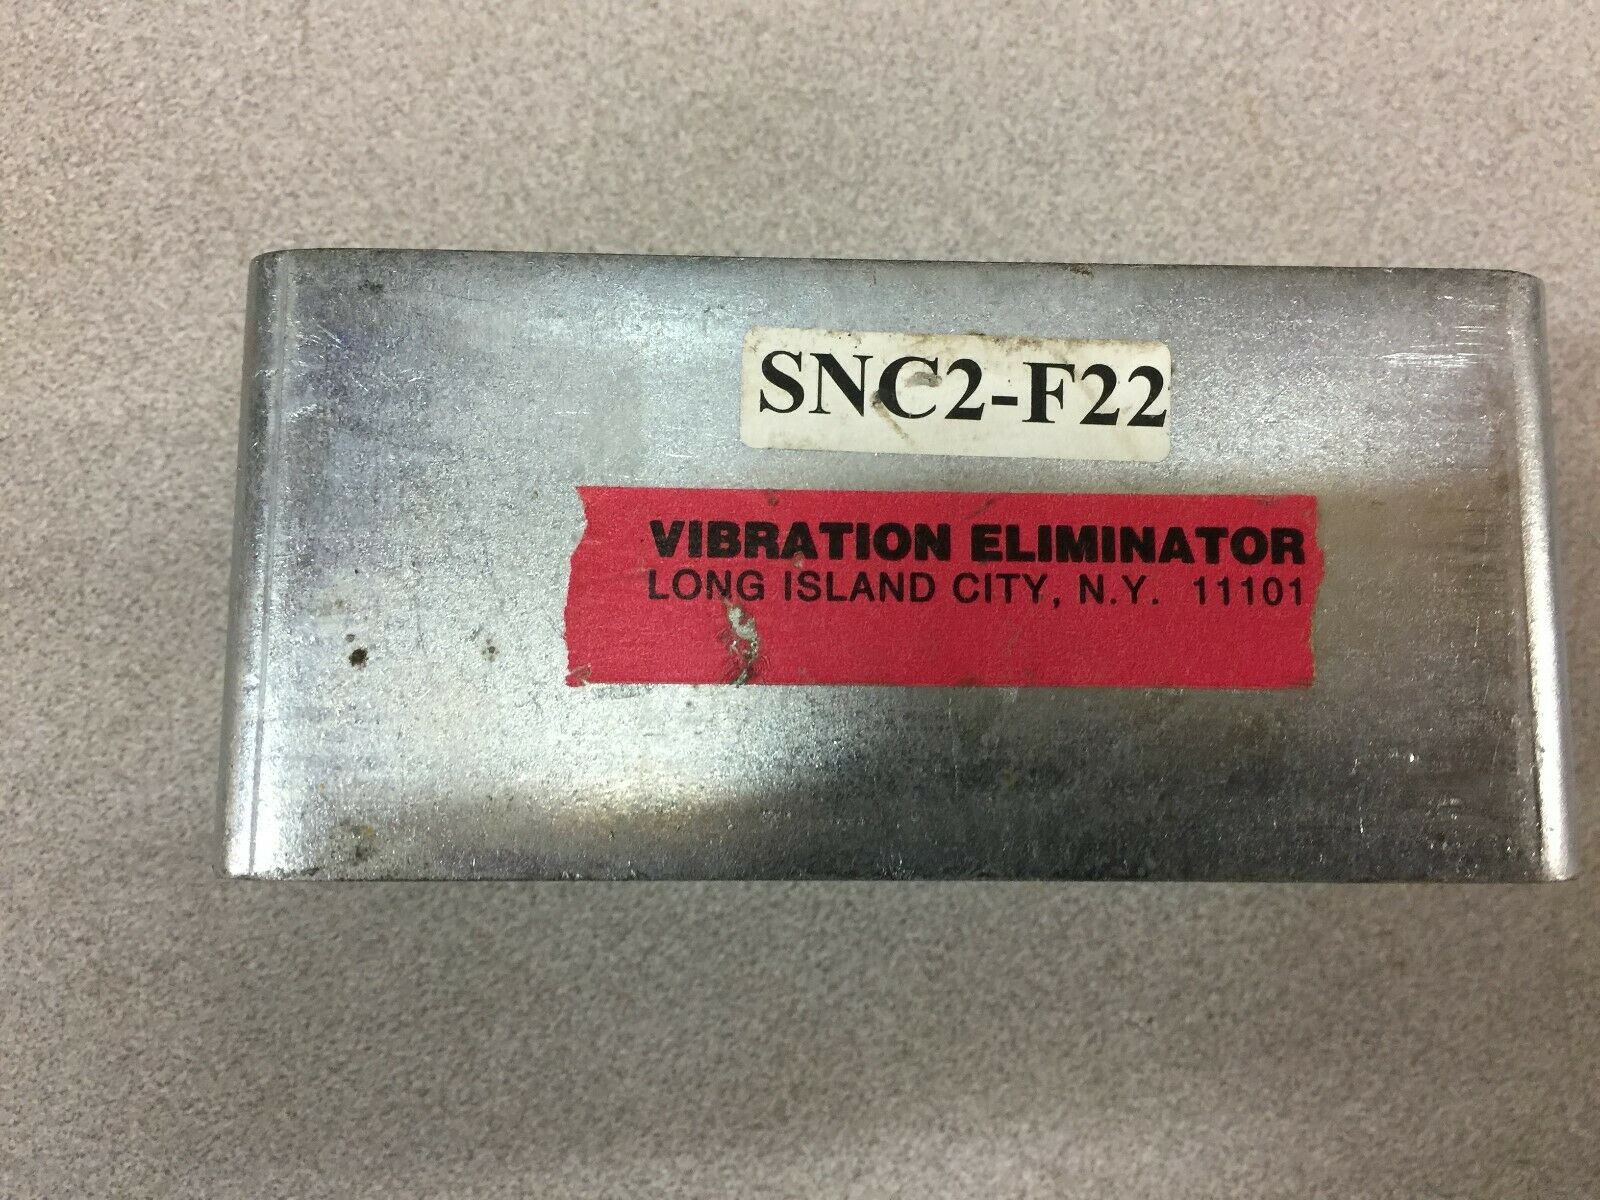 SNC2-F22
VIBRATION ELIMINATOR
LONG ISLAND CITY, N.Y. 11101